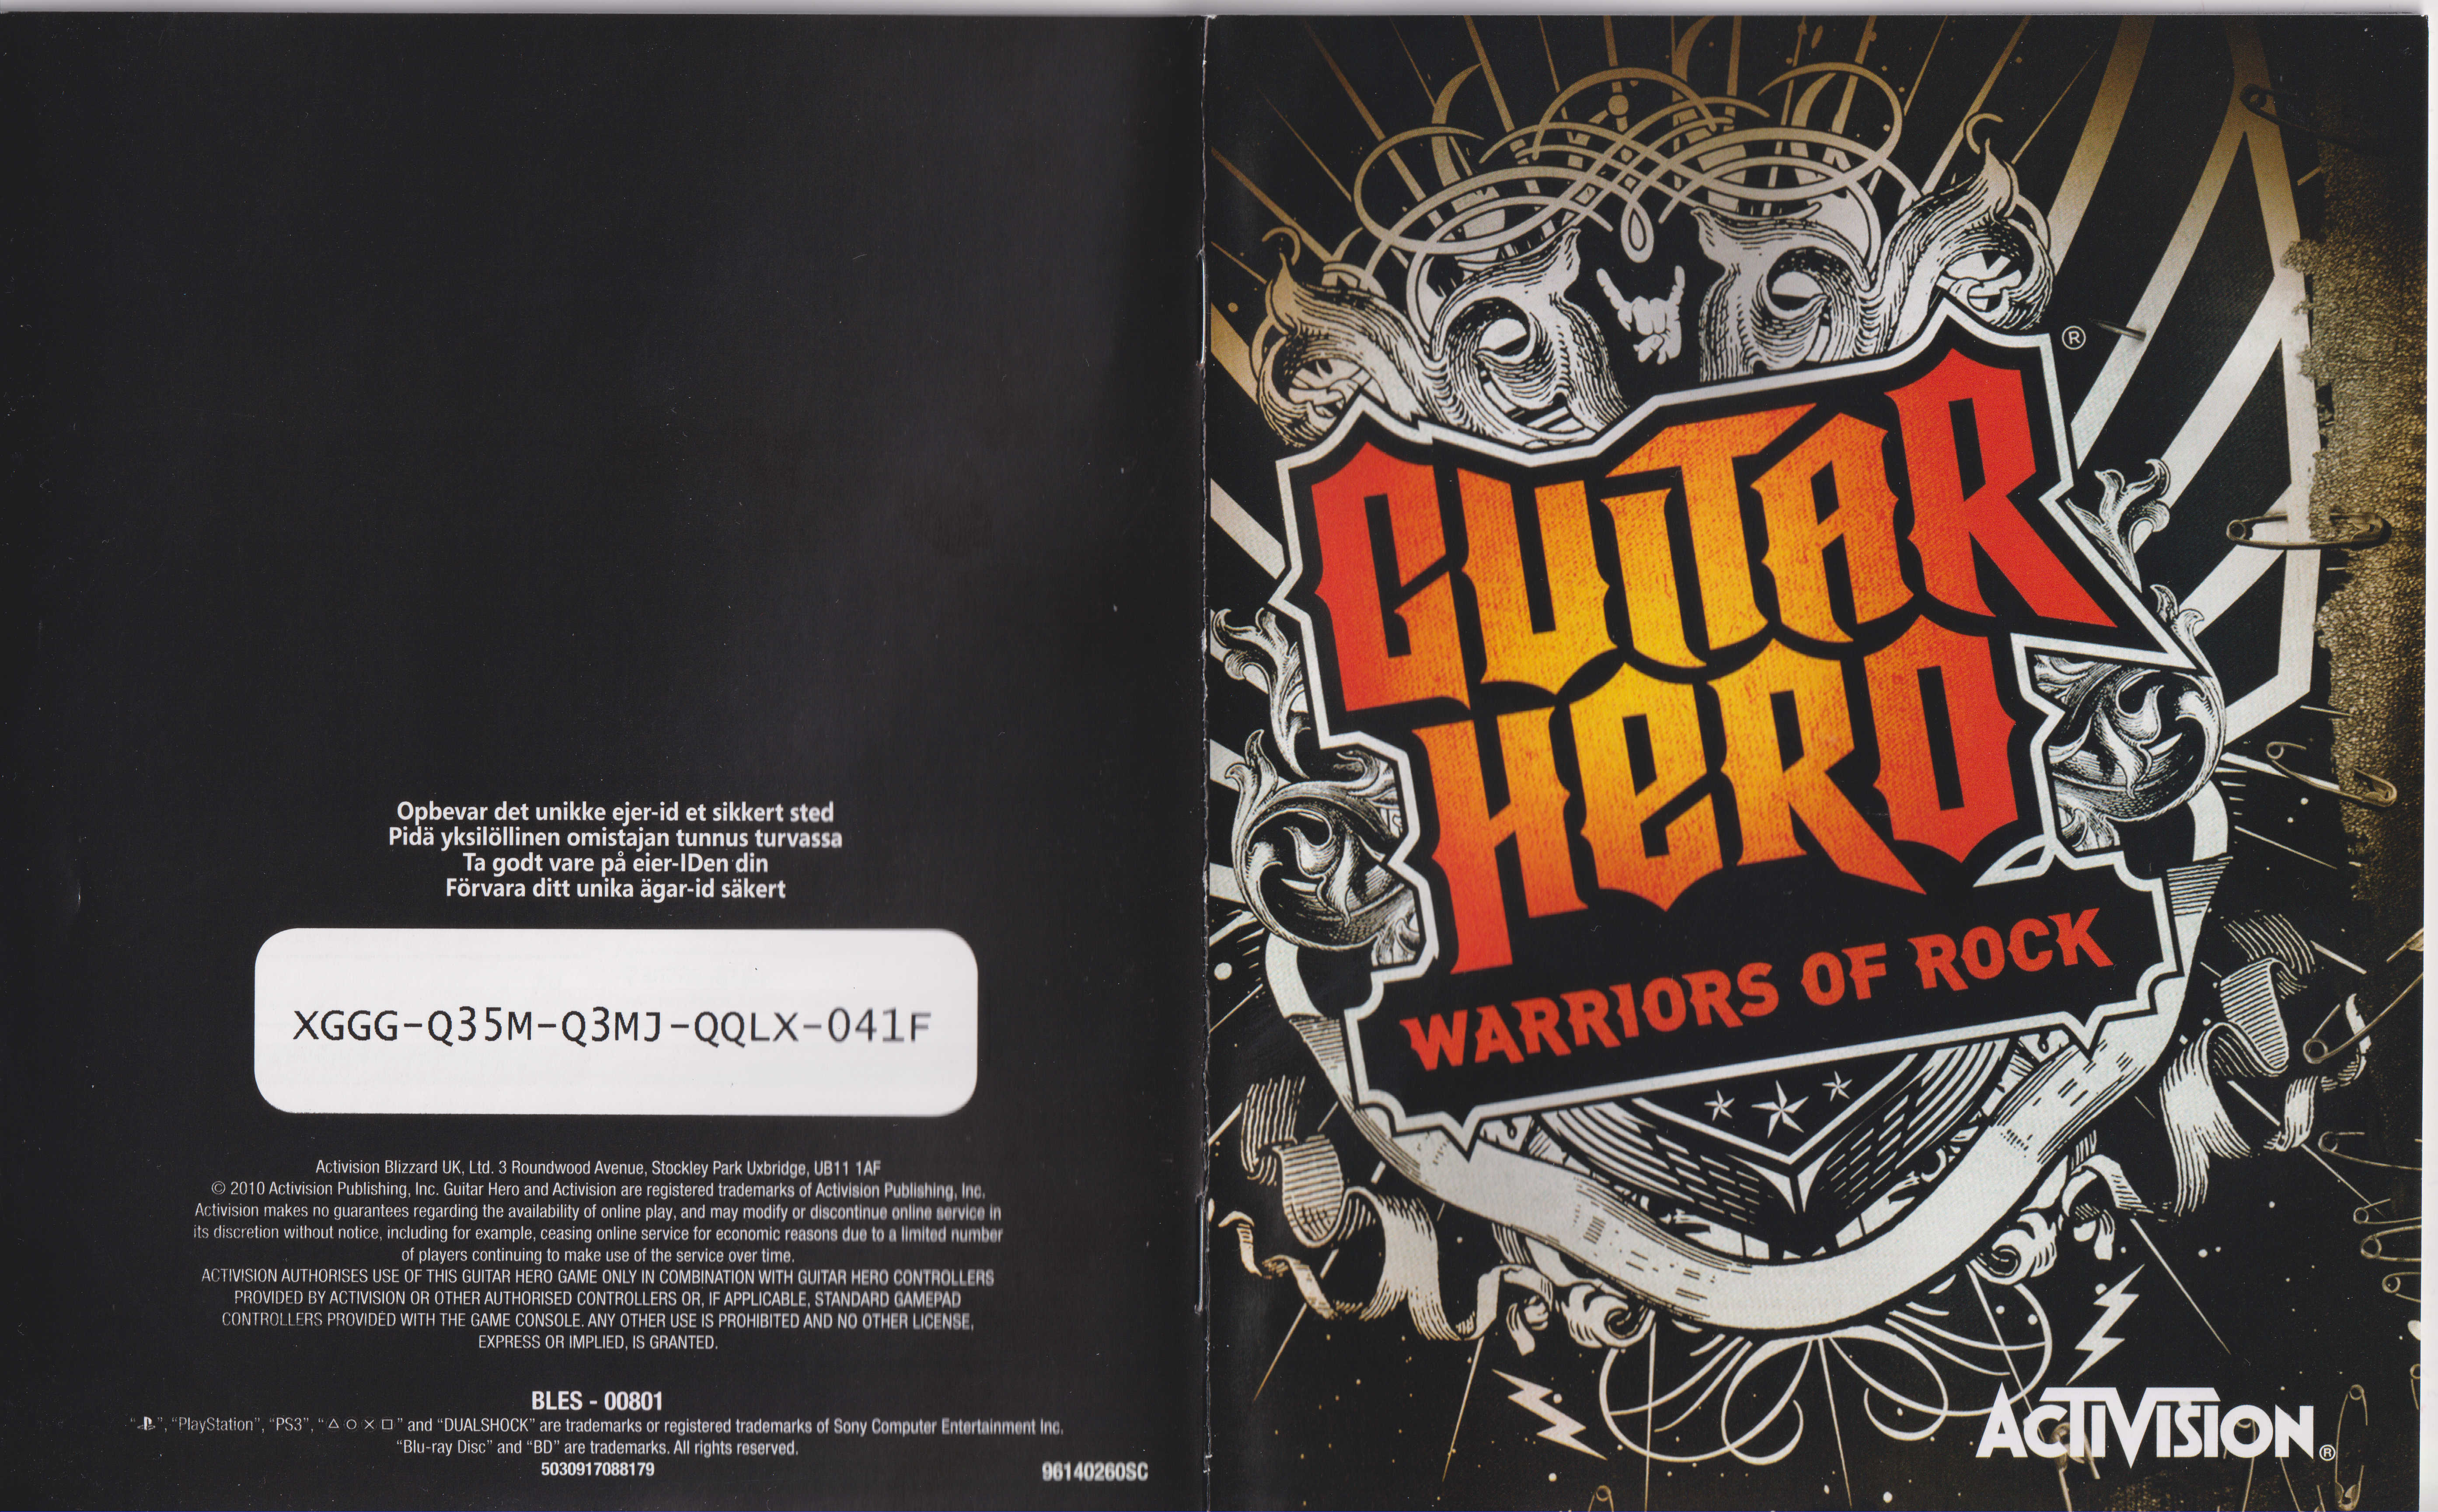 Opbevar det unikke ejer-id et sikkert sted
Pidä yksilöllinen omistajan tunnus turvassa
Ta godt vare på eier-IDen din
Förvara ditt unika ägar-id säkert
XGGG-Q35M-Q3MJ-QQLX-041F
Activision Blizzard UK, Ltd. 3 Roundwood Avenue, Stockley Park Uxbridge, UB11 1AF
© 2010 Activision Publishing, Inc. Guitar Hero and Activision are registered trademarks of Activision Publishing, Inc.
Activision makes no guarantees regarding the availability of online play, and may modify or discontinue online service in
its discretion without notice, including for example, ceasing online service for economic reasons due to a limited number
of players continuing to make use of the service over time.
ACTIVISION AUTHORISES USE OF THIS GUITAR HERO GAME ONLY IN COMBINATION WITH GUITAR HERO CONTROLLERS
PROVIDED BY ACTIVISION OR OTHER AUTHORISED CONTROLLERS OR, IF APPLICABLE, STANDARD GAMEPAD
CONTROLLERS PROVIDED WITH THE GAME CONSOLE. ANY OTHER USE IS PROHIBITED AND NO OTHER LICENSE,
EXPRESS OR IMPLIED, IS GRANTED.
BLES - 00801
“PS”, “PlayStation”, “PS3”, “△○×□” and “DUALSHOCK” are trademarks or registered trademarks of Sony Computer Entertainment Inc.
“Blu-ray Disc” and “BD” are trademarks. All rights reserved.
5030917088179
96140260SC
GUITAR ®
HERO
WARRIORS OF ROCK
ACTIVISION®